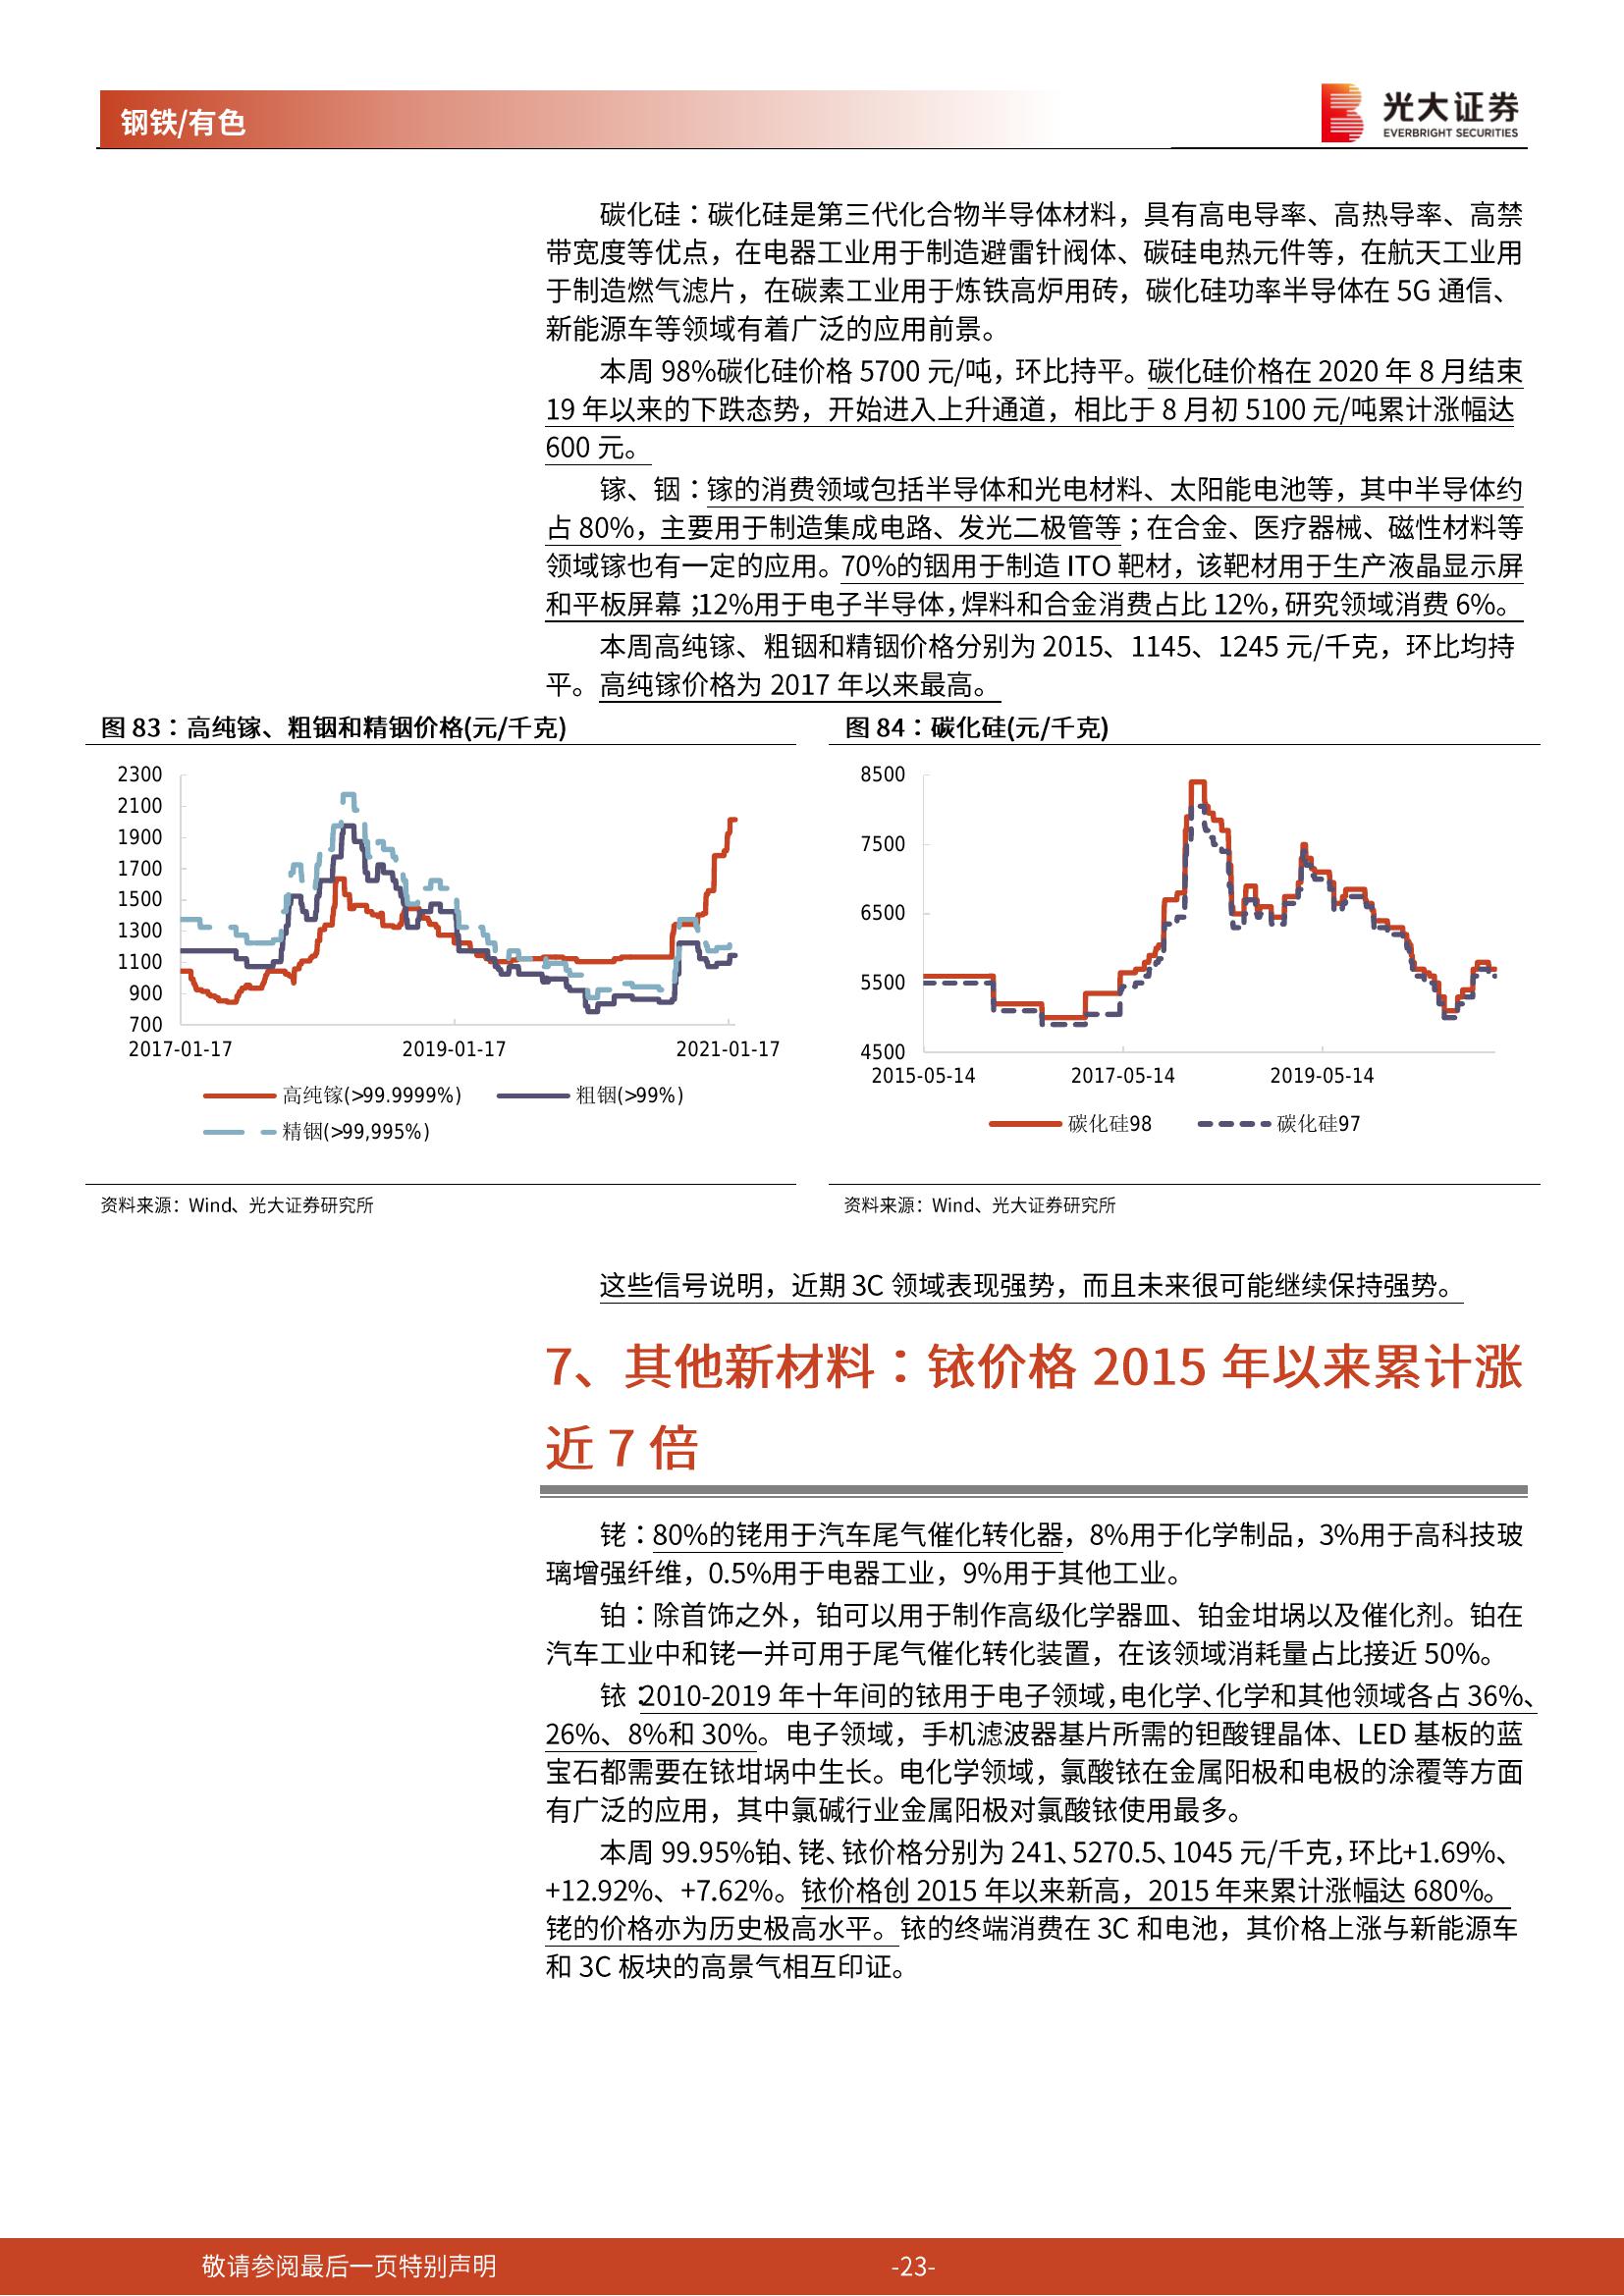 钢铁/有色
光大证券
EVERBRIGHT SECURITIES
碳化硅：碳化硅是第三代化合物半导体材料，具有高电导率、高热导率、高禁
带宽度等优点，在电器工业用于制造避雷针阀体、碳硅电热元件等，在航天工业用
于制造燃气滤片，在碳素工业用于炼铁高炉用砖，碳化硅功率半导体在 5G 通信、
新能源车等领域有着广泛的应用前景。
本周 98%碳化硅价格 5700 元/吨，环比持平。碳化硅价格在 2020 年 8 月结束
19 年以来的下跌态势，开始进入上升通道，相比于 8 月初 5100 元/吨累计涨幅达
600 元。
镓、铟：镓的消费领域包括半导体和光电材料、太阳能电池等，其中半导体约
占 80%，主要用于制造集成电路、发光二极管等；在合金、医疗器械、磁性材料等
领域镓也有一定的应用。70%的铟用于制造 ITO 靶材，该靶材用于生产液晶显示屏
和平板屏幕；12%用于电子半导体，焊料和合金消费占比 12%，研究领域消费 6%。
本周高纯镓、粗铟和精铟价格分别为 2015、1145、1245 元/千克，环比均持
平。高纯镓价格为 2017 年以来最高。
图 83：高纯镓、粗铟和精铟价格(元/千克)
2300
2100
1900
1700
1500
1300
1100
900
700
2017-01-17 2019-01-17 2021-01-17
高纯镓(>99.9999%) 粗铟(>99%)
精铟(>99,995%)
资料来源：Wind、光大证券研究所
图 84：碳化硅(元/千克)
8500
7500
6500
5500
4500
2015-05-14 2017-05-14 2019-05-14
碳化硅98 碳化硅97
资料来源：Wind、光大证券研究所
这些信号说明，近期 3C 领域表现强势，而且未来很可能继续保持强势。
7、其他新材料：铱价格 2015 年以来累计涨
近 7 倍
铑：80%的铑用于汽车尾气催化转化器，8%用于化学制品，3%用于高科技玻
璃增强纤维，0.5%用于电器工业，9%用于其他工业。
铂：除首饰之外，铂可以用于制作高级化学器皿、铂金坩埚以及催化剂。铂在
汽车工业中和铑一并可用于尾气催化转化装置，在该领域消耗量占比接近 50%。
铱：2010-2019 年十年间的铱用于电子领域，电化学、化学和其他领域各占 36%、
26%、8%和 30%。电子领域，手机滤波器基片所需的钽酸锂晶体、LED 基板的蓝
宝石都需要在铱坩埚中生长。电化学领域，氯酸铱在金属阳极和电极的涂覆等方面
有广泛的应用，其中氯碱行业金属阳极对氯酸铱使用最多。
本周 99.95%铂、铑、铱价格分别为 241、5270.5、1045 元/千克，环比+1.69%、
+12.92%、+7.62%。铱价格创 2015 年以来新高，2015 年来累计涨幅达 680%。
铑的价格亦为历史极高水平。铱的终端消费在 3C 和电池，其价格上涨与新能源车
和 3C 板块的高景气相互印证。
敬请参阅最后一页特别声明
-23-